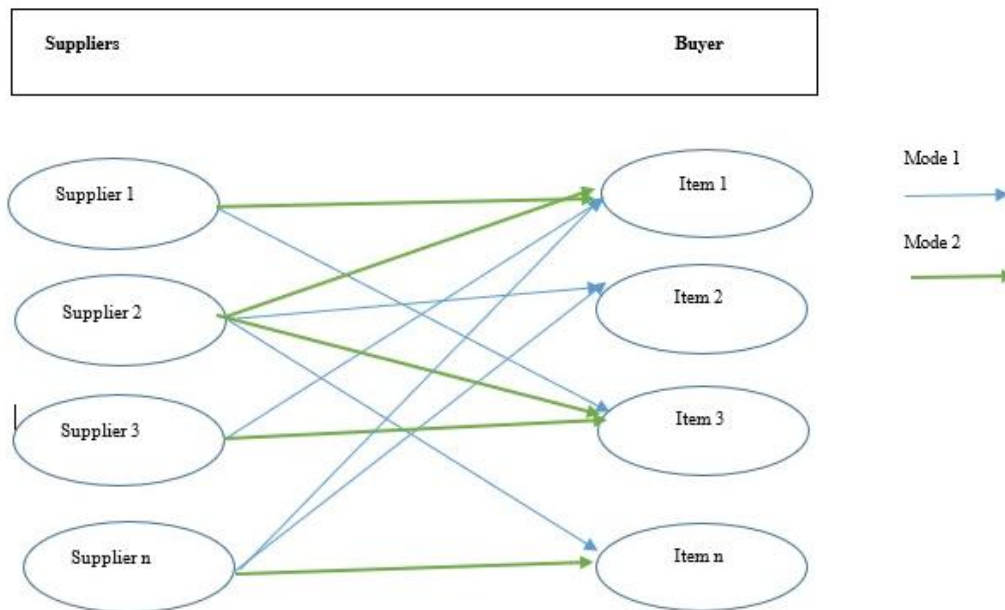 Suppliers Buyer
Supplier 1
Item 1
Mode 1
Mode 2
Supplier 2
Item 2
Supplier 3
Item 3
Supplier n
Item n